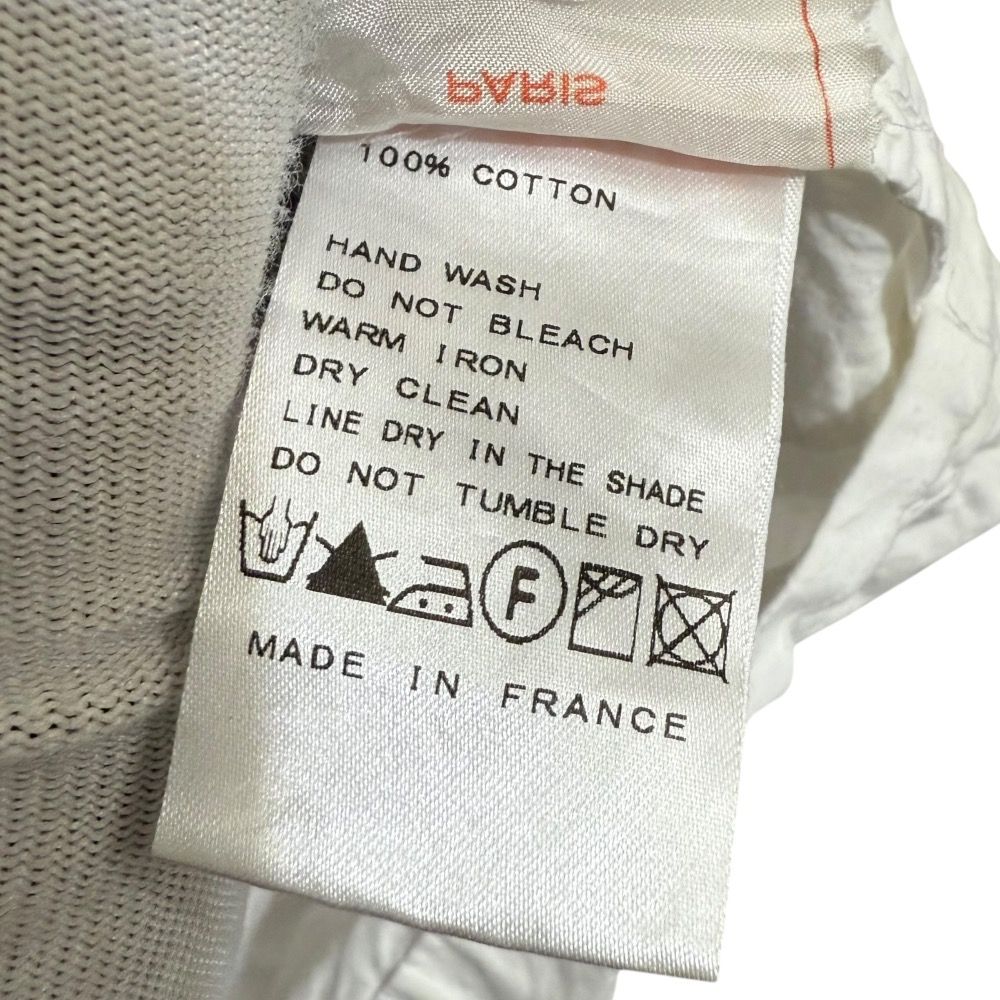 PARIS
100% COTTON
HAND WASH
DO NOT BLEACH
WARM IRON
DRY CLEAN
LINE DRY IN THE SHADE
DO NOT TUMBLE DRY
F
MADE IN FRANCE